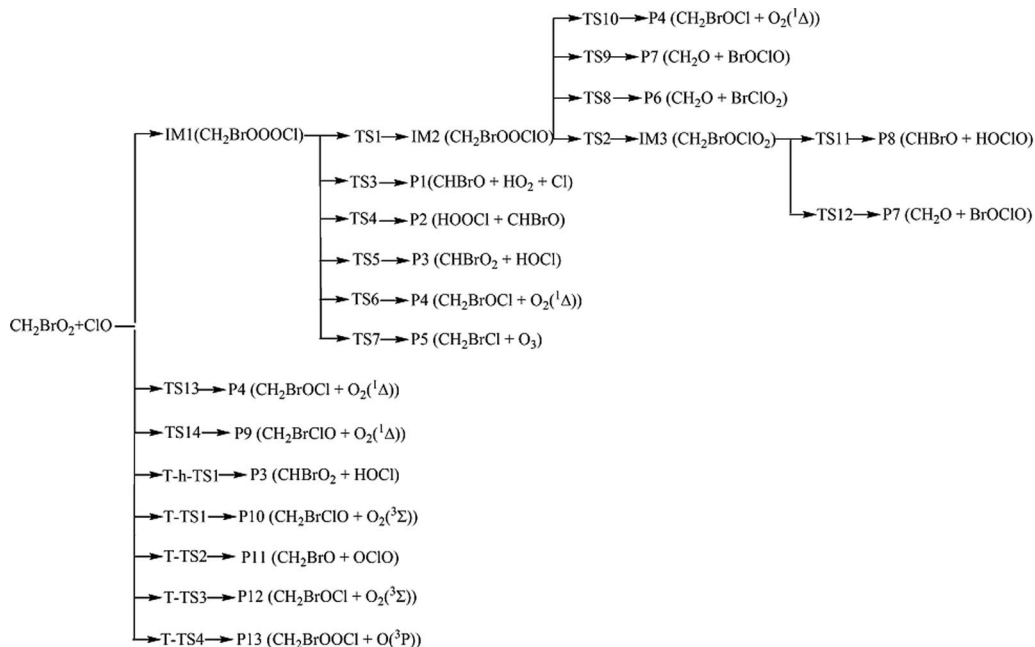 TS10→P4 (CH₂BrOCl + O₂(¹Δ))
TS9→P7 (CH₂O + BrOClO)
TS8→P6 (CH₂O + BrClO₂)
IM1(CH₂BrOOOCl)→TS1→IM2 (CH₂BrOOClO)→TS2→IM3 (CH₂BrOClO₂)→TS11→P8 (CHBrO + HOClO)
TS3→P1(CHBrO + HO₂ + Cl)
TS4→P2 (HOOCl + CHBrO)
TS12→P7 (CH₂O + BrOClO)
TS5→P3 (CHBrO₂ + HOCl)
TS6→P4 (CH₂BrOCl + O₂(¹Δ))
CH₂BrO₂+ClO
TS7→P5 (CH₂BrCl + O₃)
TS13→P4 (CH₂BrOCl + O₂(¹Δ))
TS14→P9 (CH₂BrClO + O₂(¹Δ))
T-h-TS1→P3 (CHBrO₂ + HOCl)
T-TS1→P10 (CH₂BrClO + O₂(³Σ))
T-TS2→P11 (CH₂BrO + OClO)
T-TS3→P12 (CH₂BrOCl + O₂(³Σ))
T-TS4→P13 (CH₂BrOOCl + O(³P))